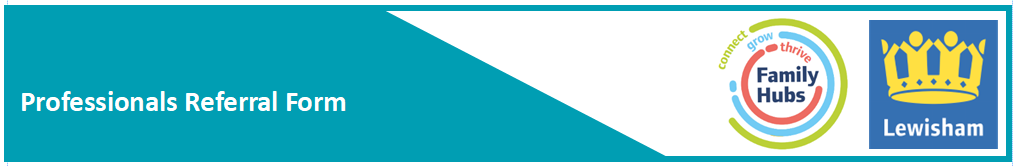 Professionals Referral Form
connect
grow
thrive
Family
Hubs
Lewisham